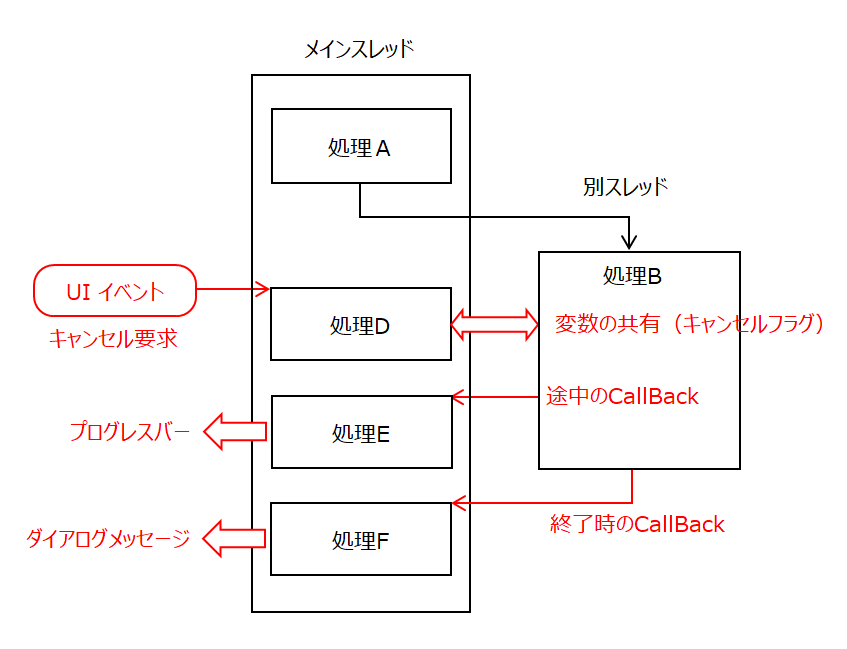 メインスレッド
処理A
別スレッド
処理B
UI イベント
キャンセル要求
処理D
変数の共有（キャンセルフラグ）
途中のCallBack
プログレスバー
処理E
終了時のCallBack
ダイアログメッセージ
処理F